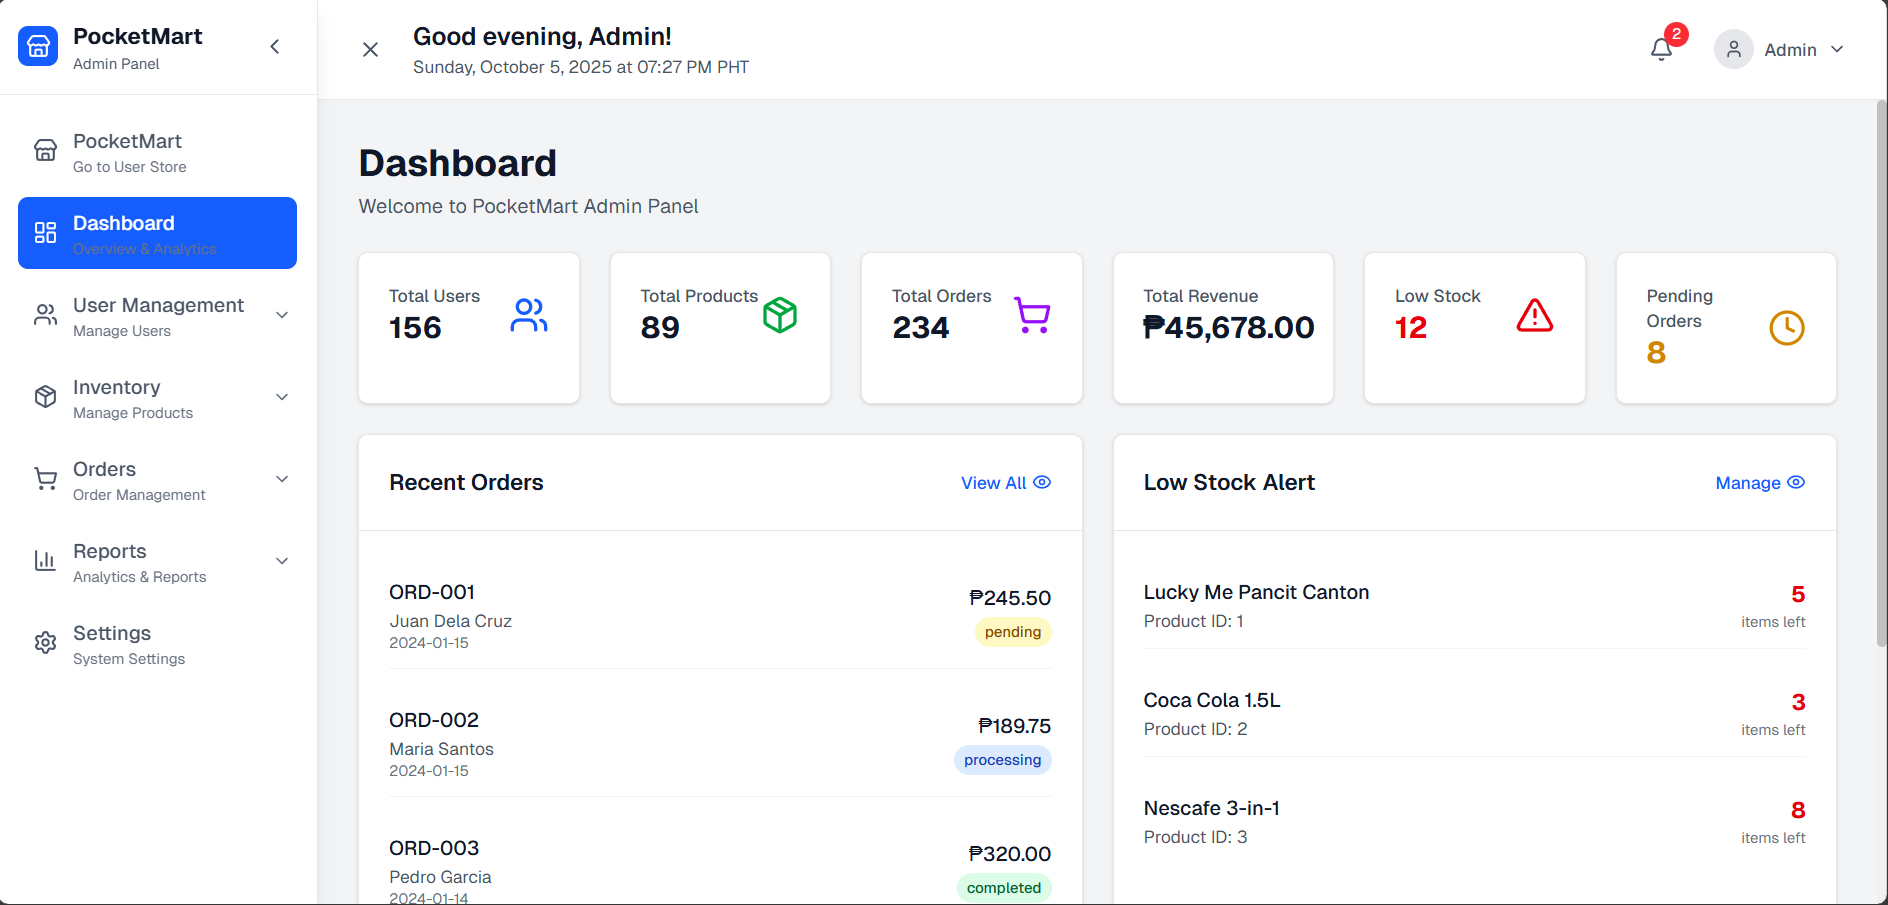 PocketMart
Admin Panel
Good evening, Admin!
Sunday, October 5, 2025 at 07:27 PM PHT
2
Admin
PocketMart
Go to User Store
Dashboard
Overview & Analytics
User Management
Manage Users
Inventory
Manage Products
Orders
Order Management
Reports
Analytics & Reports
Settings
System Settings
Dashboard
Welcome to PocketMart Admin Panel
Total Users
156
Total Products
89
Total Orders
234
Total Revenue
₱45,678.00
Low Stock
12
Pending
Orders
8
Recent Orders
View All
ORD-001
Juan Dela Cruz
2024-01-15
₱245.50
pending
ORD-002
Maria Santos
2024-01-15
₱189.75
processing
ORD-003
Pedro Garcia
2024-01-14
₱320.00
completed
Low Stock Alert
Manage
Lucky Me Pancit Canton
Product ID: 1
5
items left
Coca Cola 1.5L
Product ID: 2
3
items left
Nescafe 3-in-1
Product ID: 3
8
items left